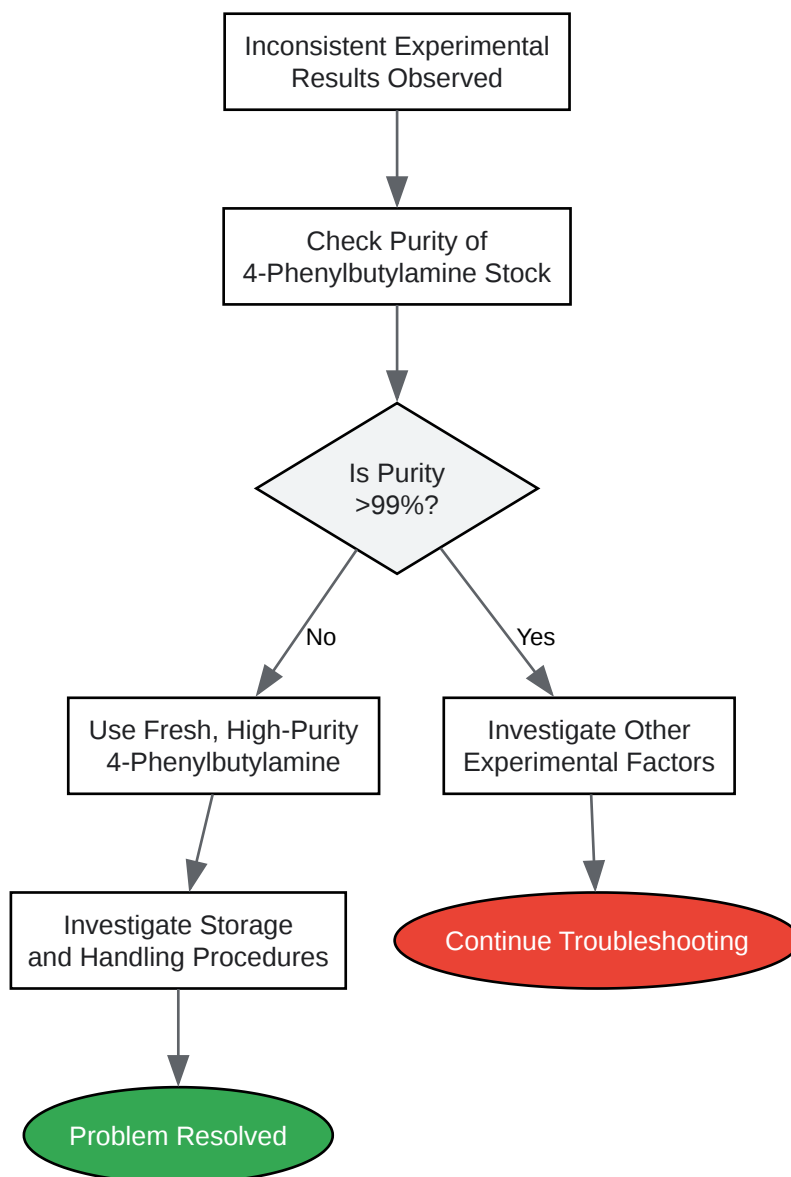 Inconsistent Experimental
Results Observed
Check Purity of
4-Phenylbutylamine Stock
Is Purity
>99%?
No
Yes
Use Fresh, High-Purity
4-Phenylbutylamine
Investigate Other
Experimental Factors
Investigate Storage
and Handling Procedures
Continue Troubleshooting
Problem Resolved